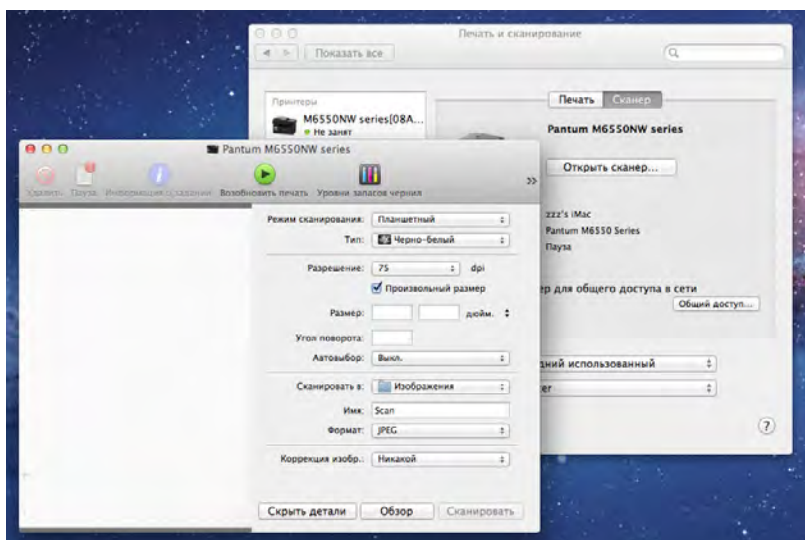 Печать и сканирование
Показать все
Принтеры
M6550NW series[08A...
Не занят
Печать Сканер
Pantum M6550NW series
Открыть сканер...
zzz's iMac
Pantum M6550 Series
Пауза
ер для общего доступа в сети
Общий доступ...
дний использованный
er
?
Pantum M6550NW series
Удалить Пауза Информация о задании Возобновить печать Уровни запасов чернил
Режим сканирования: Планшетный
Тип: Черно-белый
Разрешение: 75 dpi
Произвольный размер
Размер: дюйм.
Угол поворота:
Автовыбор: Выкл.
Сканировать в: Изображения
Имя: Scan
Формат: JPEG
Коррекция изобр.: Никакой
Скрыть детали Обзор Сканировать